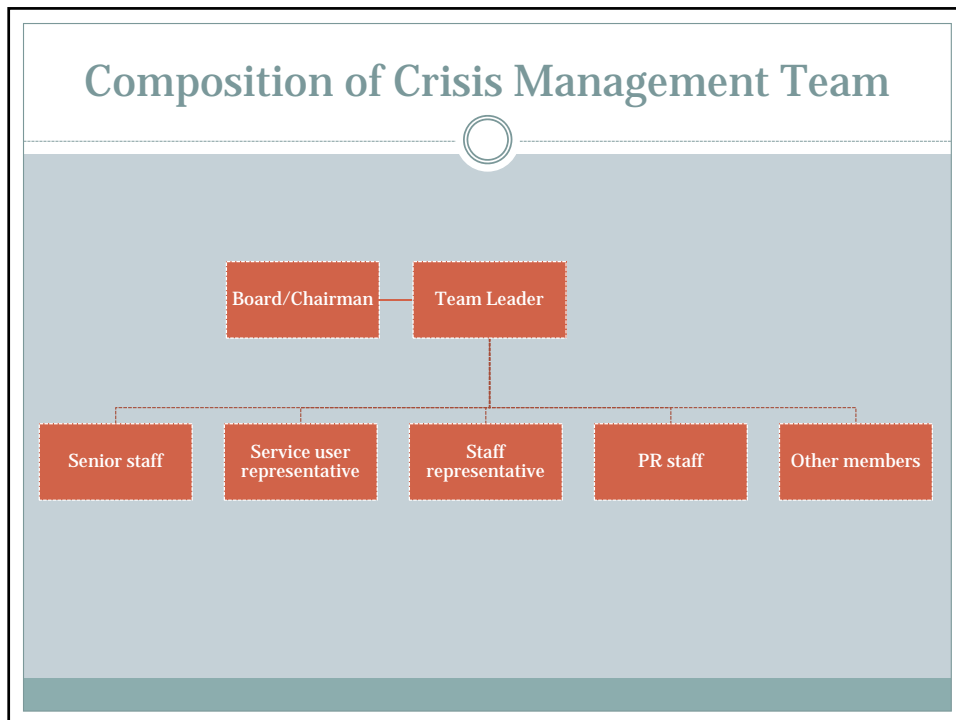 Composition of Crisis Management Team
Board/Chairman
Team Leader
Senior staff
Service user
representative
Staff
representative
PR staff
Other members